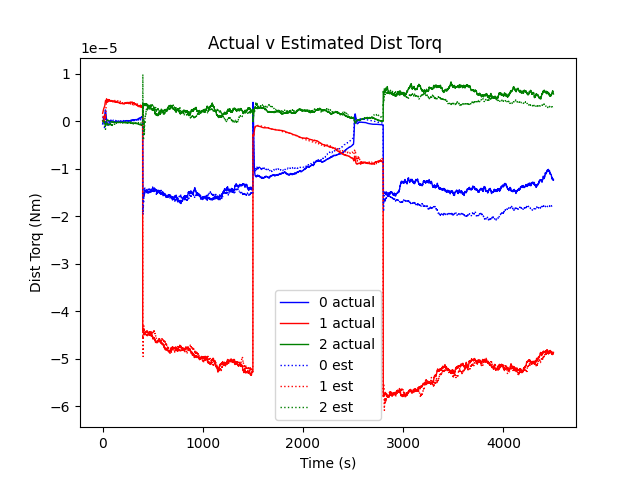 Actual v Estimated Dist Torq
1e−5
1
0
−1
−2
−3
−4
−5
−6
Dist Torq (Nm)
0 actual
1 actual
2 actual
0 est
1 est
2 est
0
1000
2000
3000
4000
Time (s)